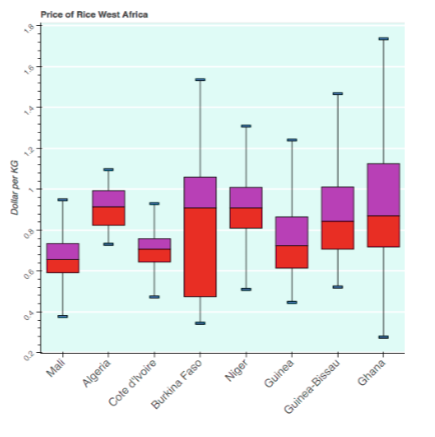 Price of Rice West Africa
1.8
1.6
1.4
1.2
1
0.8
0.6
0.4
0.2
Dollar per KG
Mali
Algeria
Cote d'Ivoire
Burkina Faso
Niger
Guinea
Guinea-Bissau
Ghana